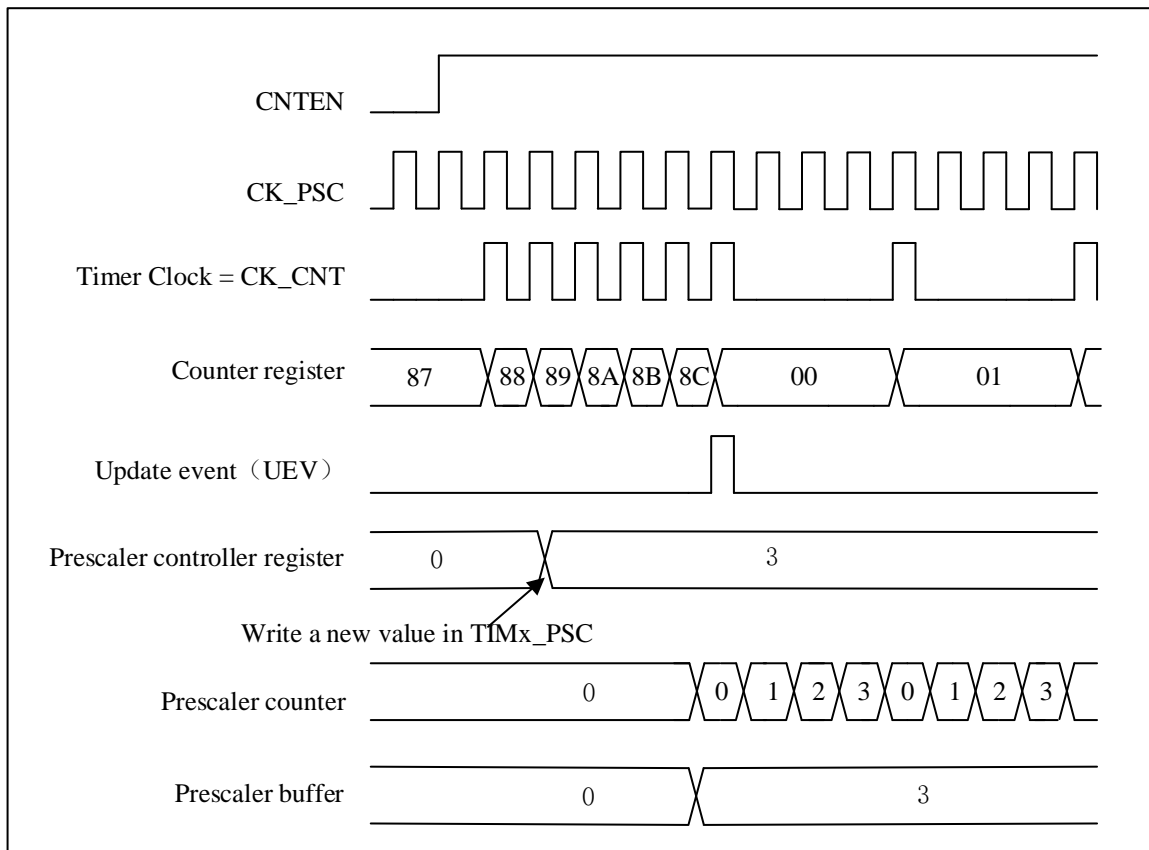 CNTEN
CK_PSC
Timer Clock = CK_CNT
Counter register 87 88 89 8A 8B 8C 00 01
Update event（UEV）
Prescaler controller register 0 3
Write a new value in TIMx_PSC
Prescaler counter 0 0 1 2 3 0 1 2 3
Prescaler buffer 0 3